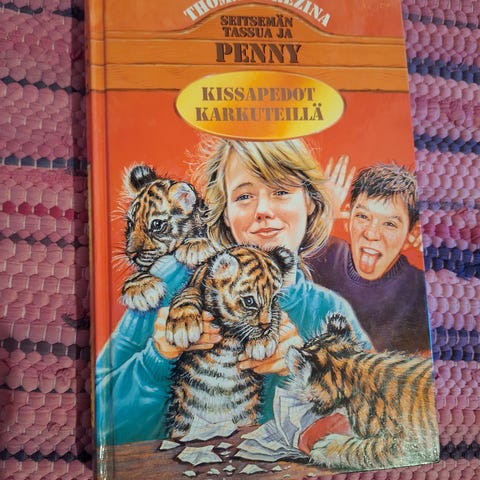 SEITSEMÄN
TASSUA JA
PENNY
KISSAPEDOT
KARKUTEILLÄ